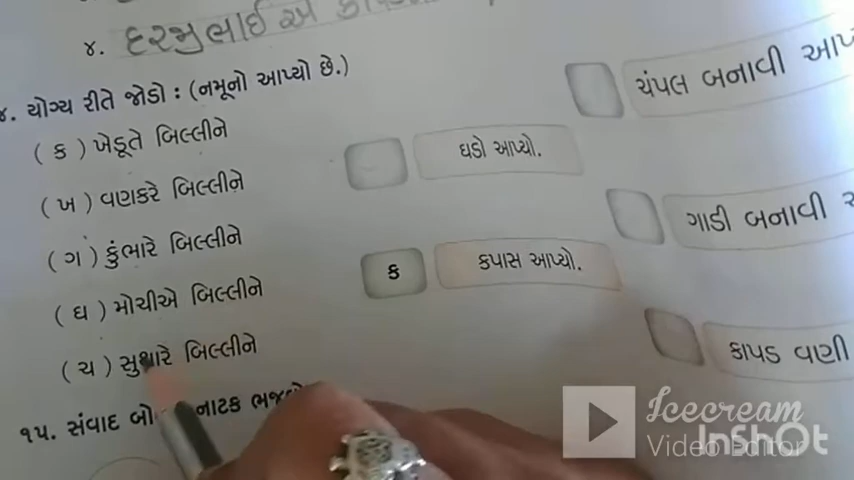 ૪. દરજીભાઈ એ
૪. યોગ્ય રીતે જોડો : (નમૂનો આપ્યો છે.)
( ક ) ખેડૂતે બિલ્લીને
( ખ ) વણકરે બિલ્લીને
( ગ ) કુંભારે બિલ્લીને
( ઘ ) મોચીએ બિલ્લીને
( ચ ) સુથારે બિલ્લીને
ઘડો આપ્યો.
ક કપાસ આપ્યો.
ચંપલ બનાવી
ગાડી બનાવી
કાપડ વણી
૧૫. સંવાદ નાટક
Icecream
Video Editor
InShOt